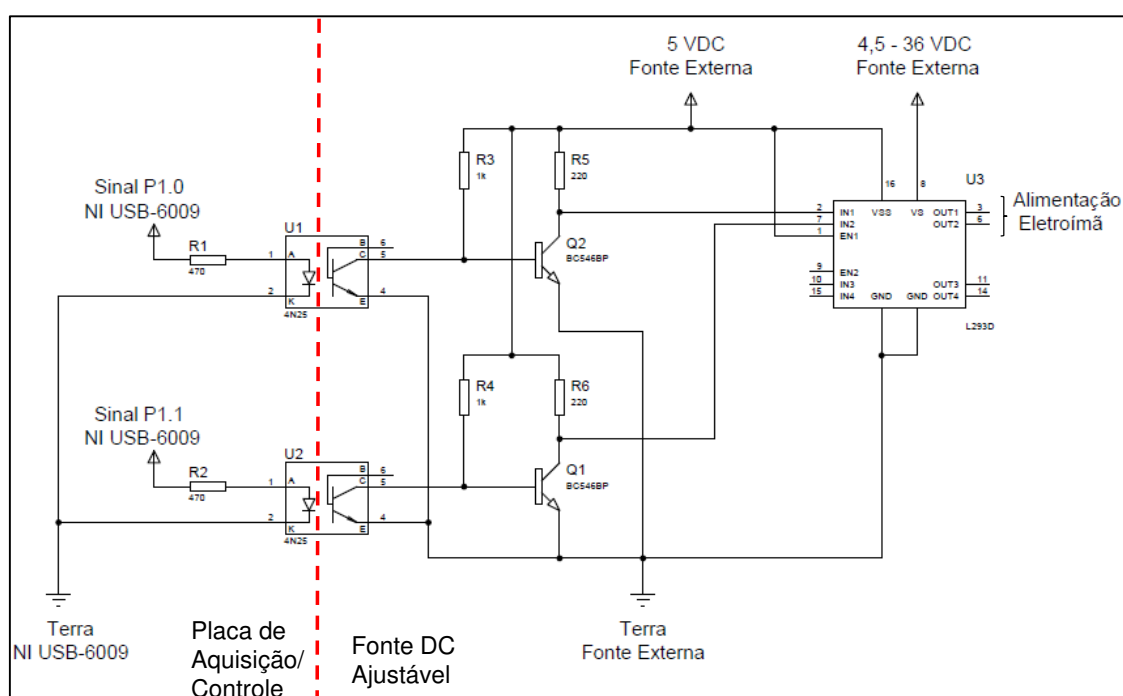 5 VDC
Fonte Externa
4,5 - 36 VDC
Fonte Externa
Sinal P1.0
NI USB-6009
R1
470
U1
1
A
2
K
4N25
B
6
C
5
E
4
R3
1k
R5
220
Q2
BC546BP
16
8
U3
2
IN1
7
IN2
1
EN1
VSS
VS
OUT1
3
OUT2
6
9
EN2
10
IN3
15
IN4
GND
GND
OUT3
11
OUT4
14
L293D
Alimentação
Eletroímã
Sinal P1.1
NI USB-6009
R2
470
U2
1
A
2
K
4N25
B
6
C
5
E
4
R4
1k
R6
220
Q1
BC546BP
Terra
NI USB-6009
Placa de
Aquisição/
Controle
Fonte DC
Ajustável
Terra
Fonte Externa